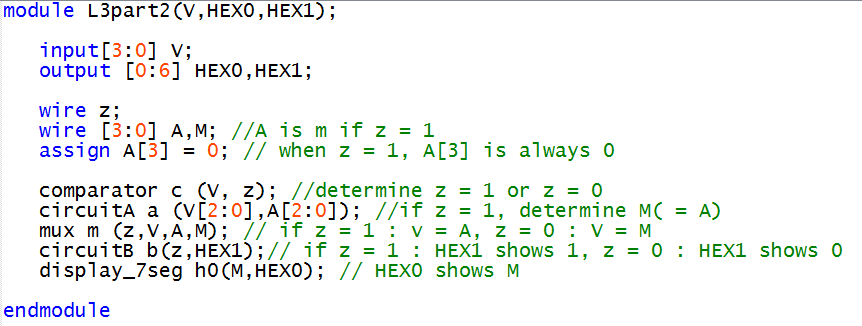 module L3part2(V,HEX0,HEX1);
input[3:0] V;
output [0:6] HEX0,HEX1;
wire z;
wire [3:0] A,M; //A is m if z = 1
assign A[3] = 0; // when z = 1, A[3] is always 0
comparator c (V, z); //determine z = 1 or z = 0
circuitA a (V[2:0],A[2:0]); //if z = 1, determine M( = A)
mux m (z,V,A,M); // if z = 1 : v = A, z = 0 : V = M
circuitB b(z,HEX1);// if z = 1 : HEX1 shows 1, z = 0 : HEX1 shows 0
display_7seg h0(M,HEX0); // HEX0 shows M
endmodule